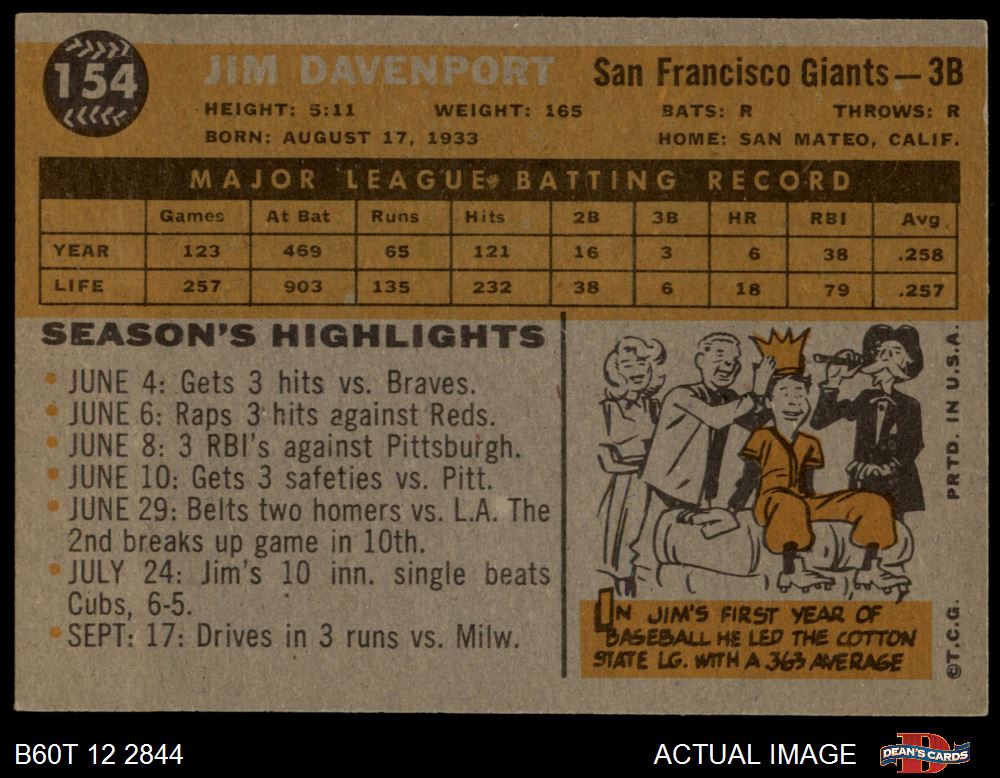 154
JIM DAVENPORT San Francisco Giants — 3B
HEIGHT: 5:11 WEIGHT: 165 BATS: R THROWS: R
BORN: AUGUST 17, 1933 HOME: SAN MATEO, CALIF.
MAJOR LEAGUE BATTING RECORD
Games At Bat Runs Hits 2B 3B HR RBI Avg
YEAR 123 469 65 121 16 3 6 38 .258
LIFE 257 903 135 232 38 6 18 79 .257
SEASON'S HIGHLIGHTS
• JUNE 4: Gets 3 hits vs. Braves.
• JUNE 6: Raps 3 hits against Reds.
• JUNE 8: 3 RBI's against Pittsburgh.
• JUNE 10: Gets 3 safeties vs. Pitt.
• JUNE 29: Belts two homers vs. L.A. The
2nd breaks up game in 10th.
• JULY 24: Jim's 10 inn. single beats
Cubs, 6-5.
• SEPT: 17: Drives in 3 runs vs. Milw.
IN JIM'S FIRST YEAR OF
BASEBALL HE LED THE COTTON
STATE LG. WITH A .363 AVERAGE
©T.C.G. PRTD. IN U.S.A.
B60T 12 2844 ACTUAL IMAGE DEAN'S CARDS